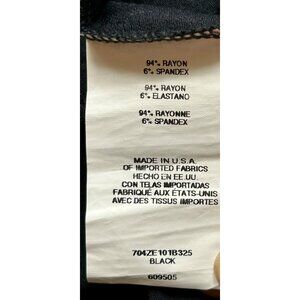 94% RAYON
6% SPANDEX
94% RAYON
6% ELASTANO
94% RAYONNE
6% SPANDEX
MADE IN U.S.A.
OF IMPORTED FABRICS
HECHO EN EE.UU.
CON TELAS IMPORTADAS
FABRIQUÉ AUX ÉTATS-UNIS
AVEC DES TISSUS IMPORTES
704ZE101B325
BLACK
609505